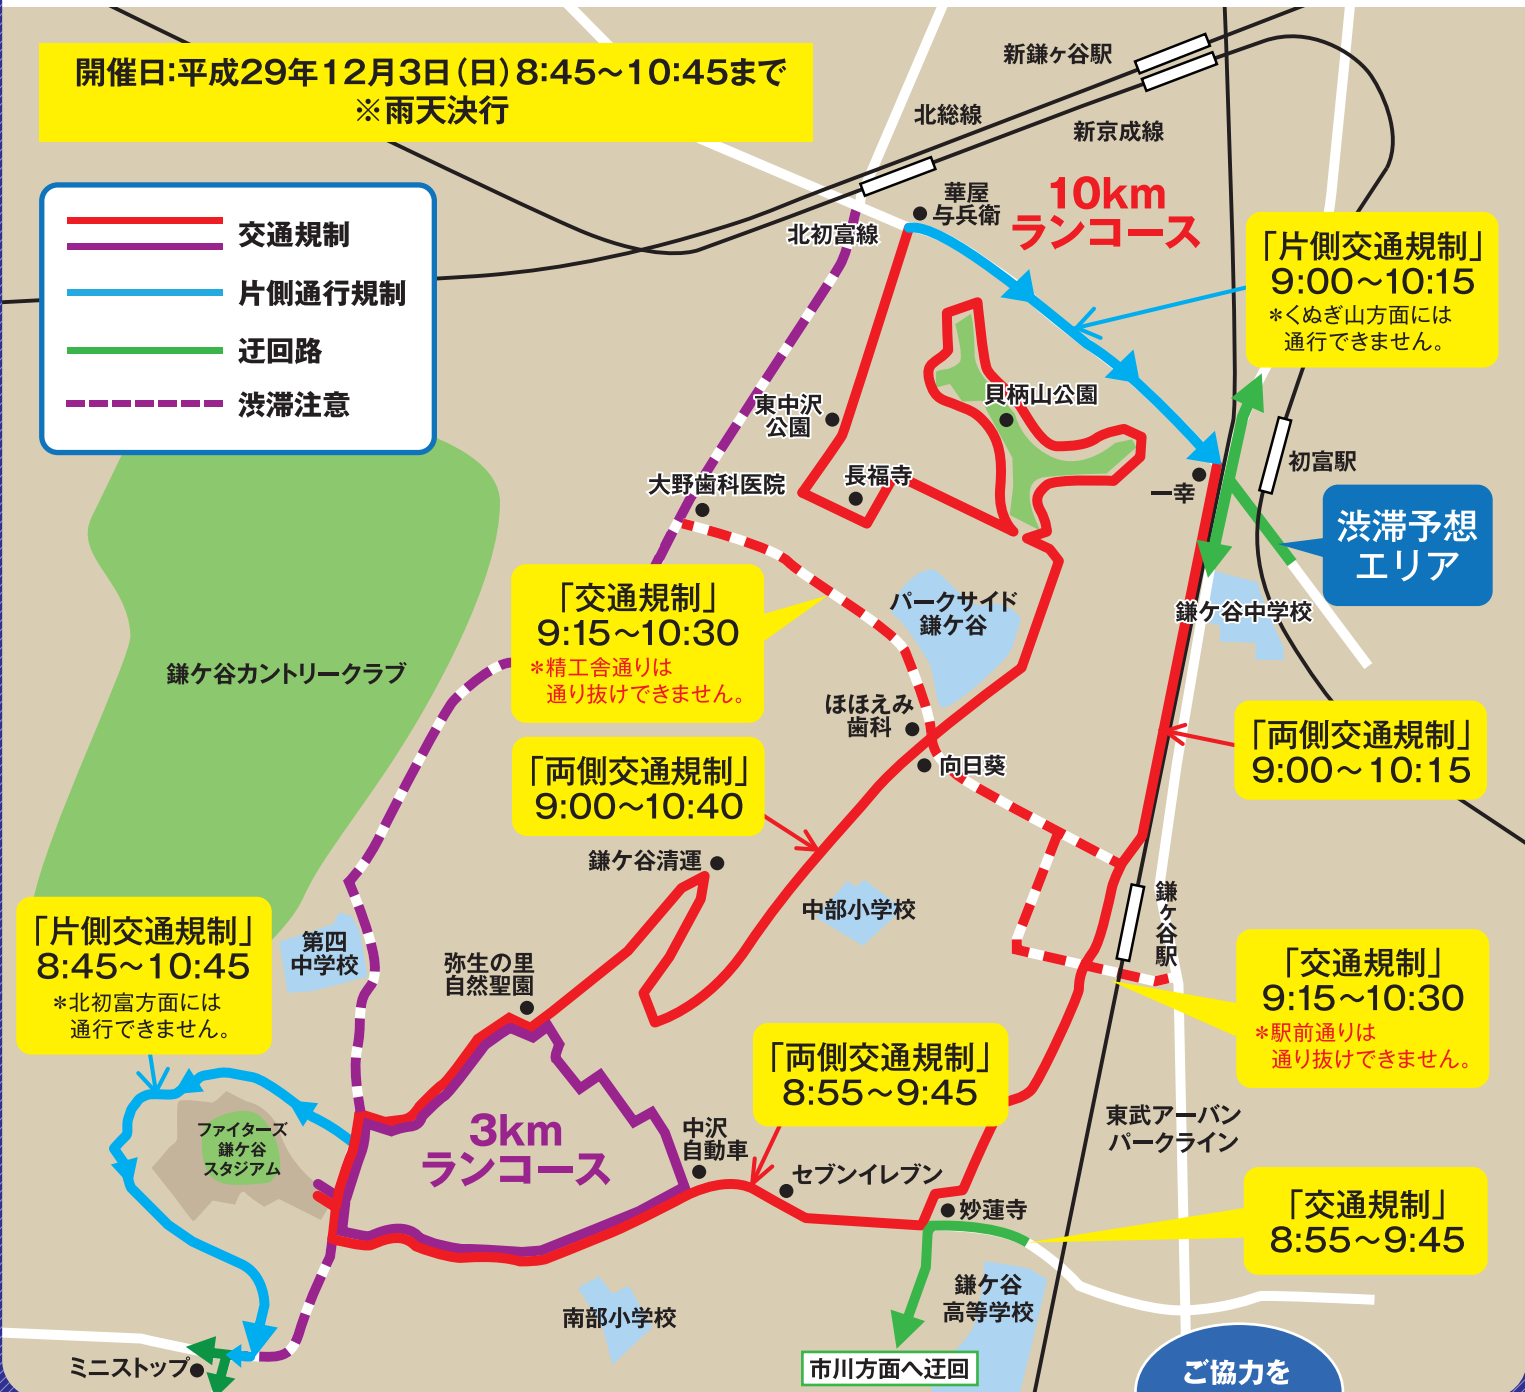 開催日:平成29年12月3日(日)8:45～10:45まで
※雨天決行
交通規制
片側通行規制
迂回路
渋滞注意
新鎌ヶ谷駅
北総線
新京成線
華屋
与兵衛
10km
ランコース
北初富線
「片側交通規制」
9:00～10:15
*くぬぎ山方面には
通行できません。
貝柄山公園
東中沢
公園
長福寺
大野歯科医院
一幸
初富駅
渋滞予想
エリア
「交通規制」
9:15～10:30
*精工舎通りは
通り抜けできません。
パークサイド
鎌ケ谷
鎌ケ谷中学校
鎌ケ谷カントリークラブ
ほほえみ
歯科
向日葵
「両側交通規制」
9:00～10:15
「両側交通規制」
9:00～10:40
鎌ケ谷清運
中部小学校
鎌ヶ谷駅
「片側交通規制」
8:45～10:45
*北初富方面には
通行できません。
第四
中学校
弥生の里
自然聖園
「交通規制」
9:15～10:30
*駅前通りは
通り抜けできません。
「両側交通規制」
8:55～9:45
3km
ランコース
ファイターズ
鎌ケ谷
スタジアム
中沢
自動車
セブンイレブン
東武アーバン
パークライン
妙蓮寺
「交通規制」
8:55～9:45
鎌ケ谷
高等学校
南部小学校
ミニストップ
市川方面へ迂回
ご協力を